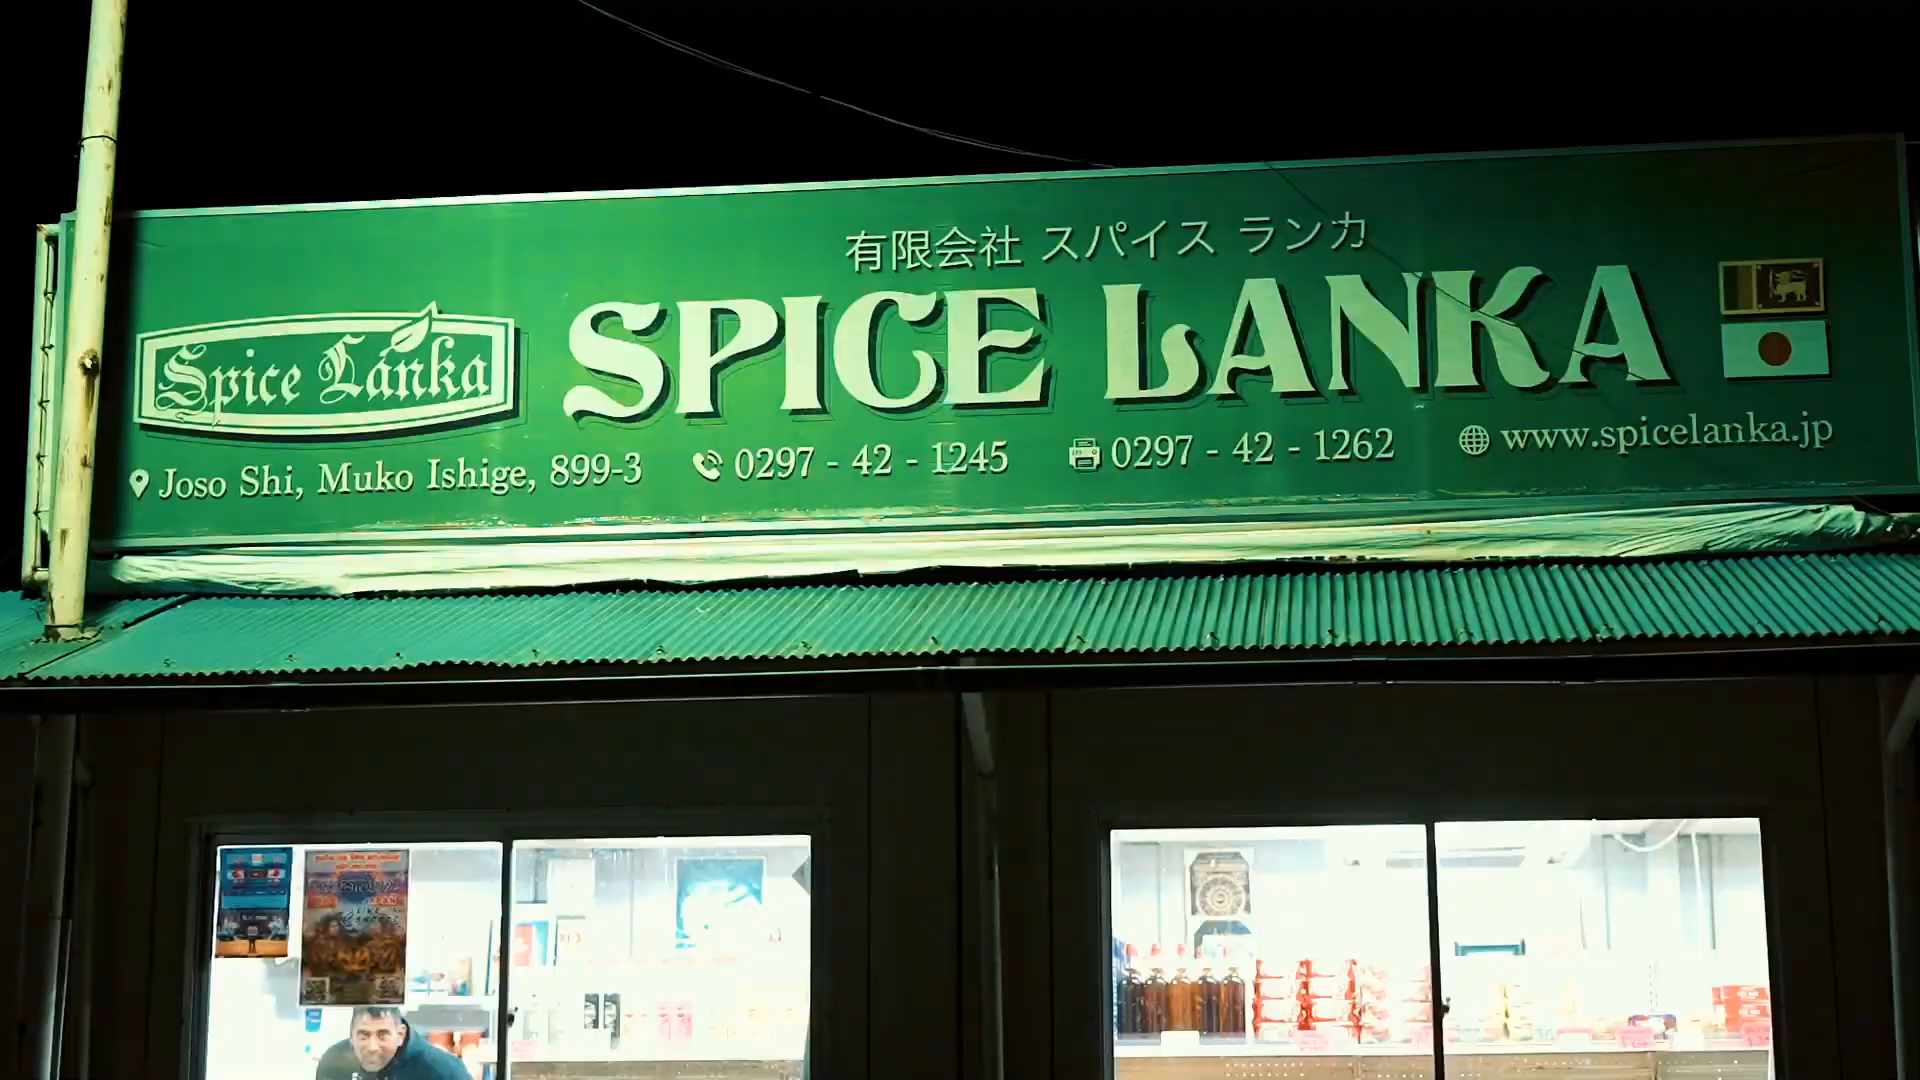 有限会社 スパイス ランカ
Spice Lanka
SPICE LANKA
Joso Shi, Muko Ishige, 899-3
0297 - 42 - 1245
0297 - 42 - 1262
www.spicelanka.jp